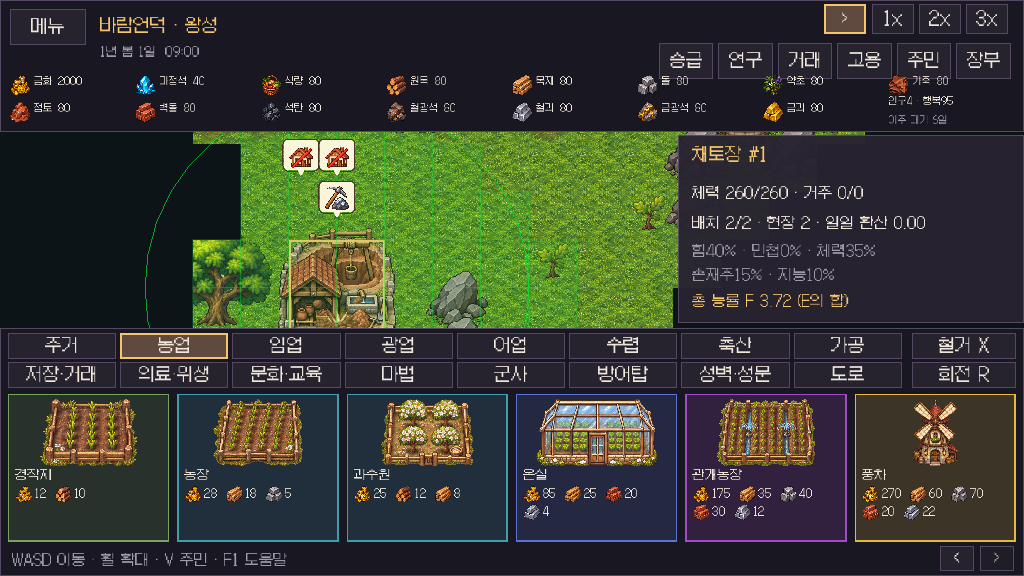 메뉴
바람언덕 · 왕성
1년 봄 1일 09:00
> 1x 2x 3x
승급 연구 거래 고용 주민 장부
금화 2000 마정석 40 식량 80 원목 80 목재 80 돌 80 약초 80 가죽 80
점토 80 벽돌 80 석탄 80 철광석 60 철괴 80 금광석 60 금괴 80 인구4 · 행복95
이주 대기 6일
채토장 #1
체력 260/260 · 거주 0/0
배치 2/2 · 현장 2 · 일일 환산 0.00
힘40% · 민첩0% · 체력35%
손재주15% · 지능10%
총 능률 F 3.72 (E의 합)
주거 농업 임업 광업 어업 수렵 축산 가공 철거 X
저장·거래 의료·위생 문화·교육 마법 군사 방어탑 성벽·성문 도로 회전 R
경작지
12 10
농장
28 18 5
과수원
25 12 8
온실
85 25 20
4
관개농장
175 35 40
30 12
풍차
270 60 70
20 22
WASD 이동 · 휠 확대 · V 주민 · F1 도움말
< >